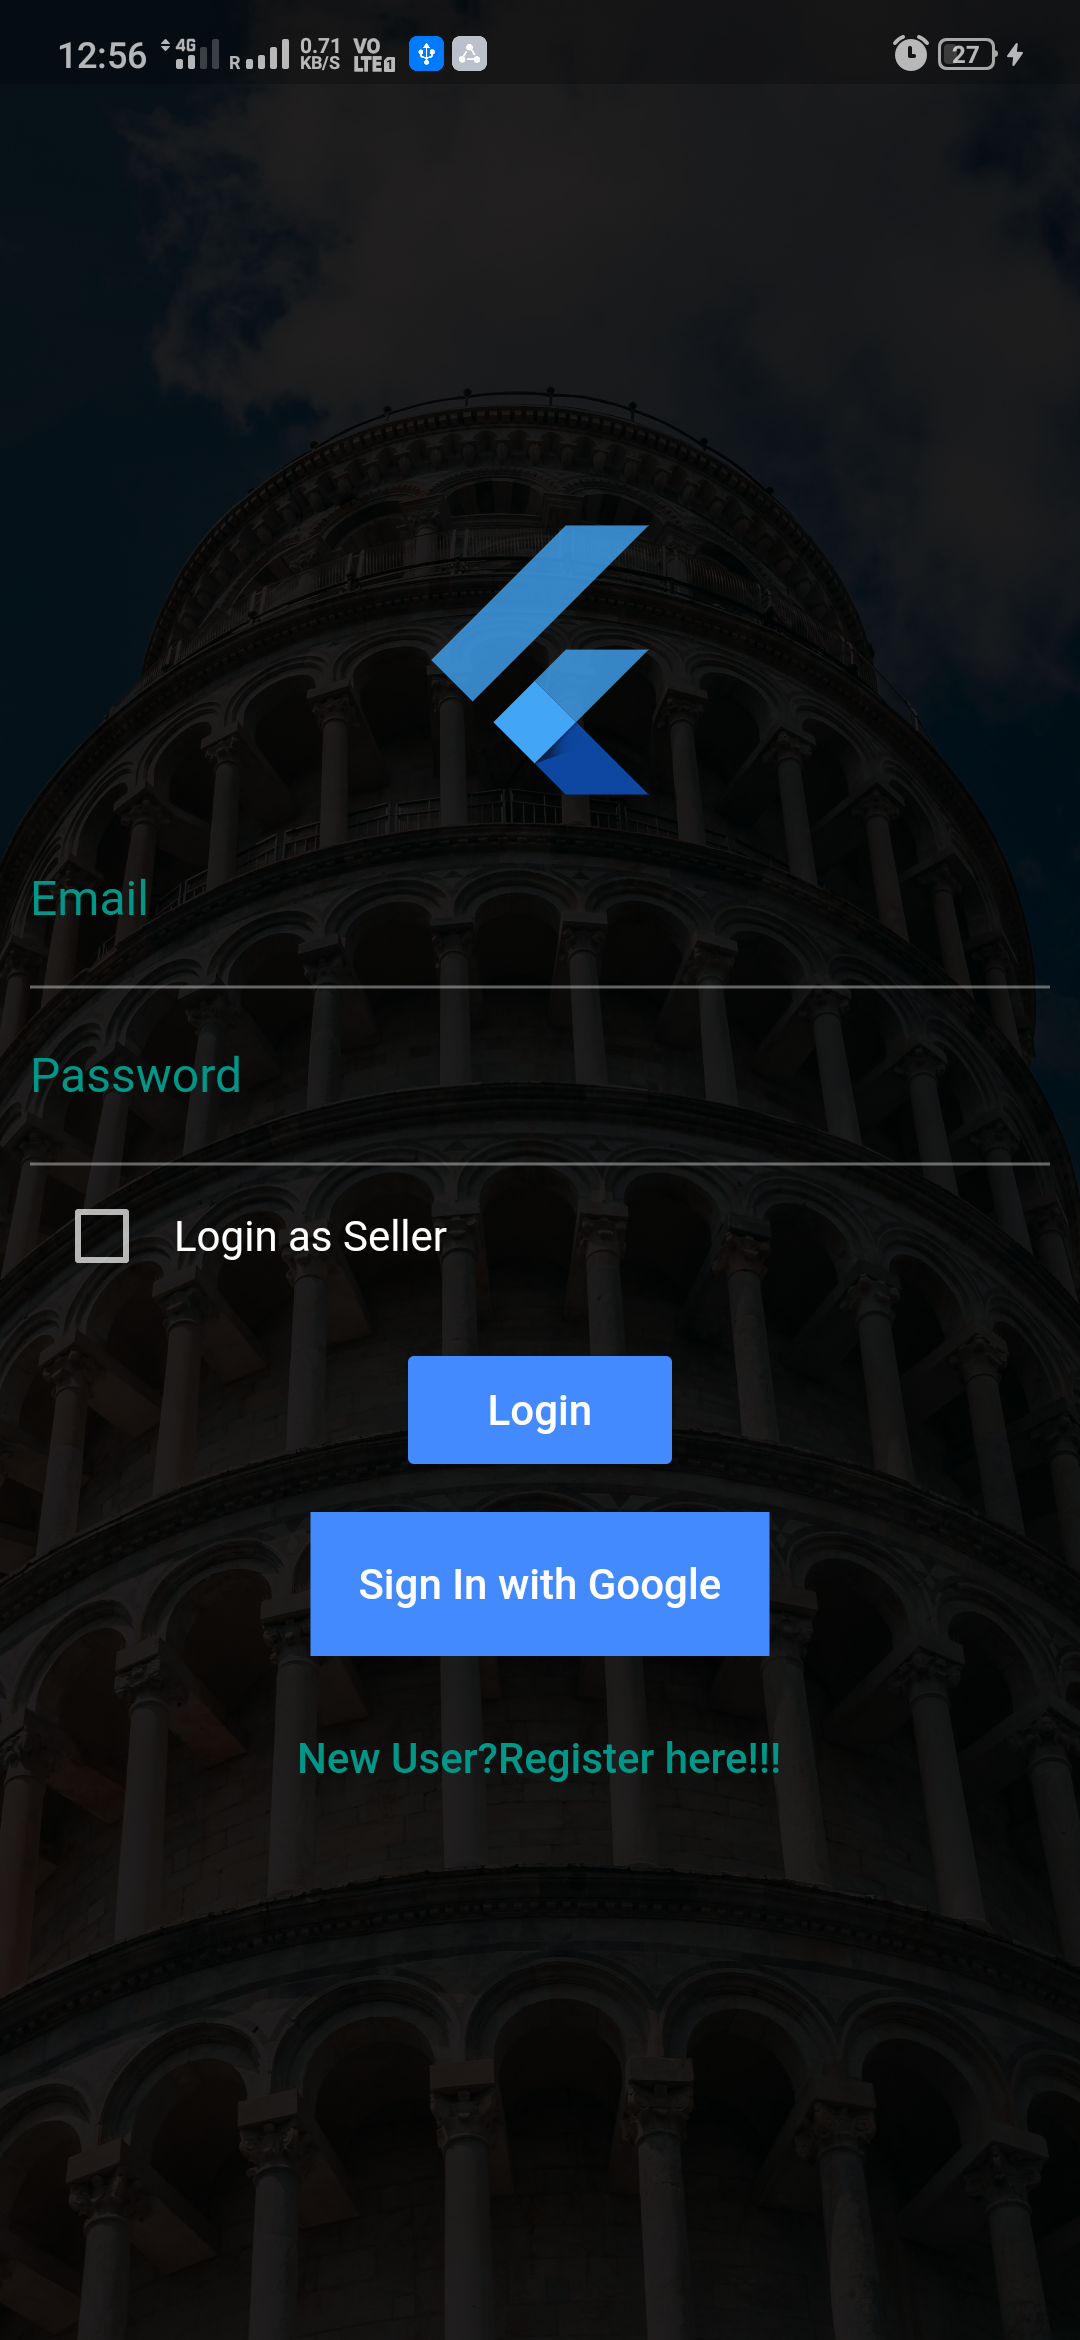 12:56 4G R 0.71 KB/S VO LTE 1 27
Email
Password
Login as Seller
Login
Sign In with Google
New User?Register here!!!